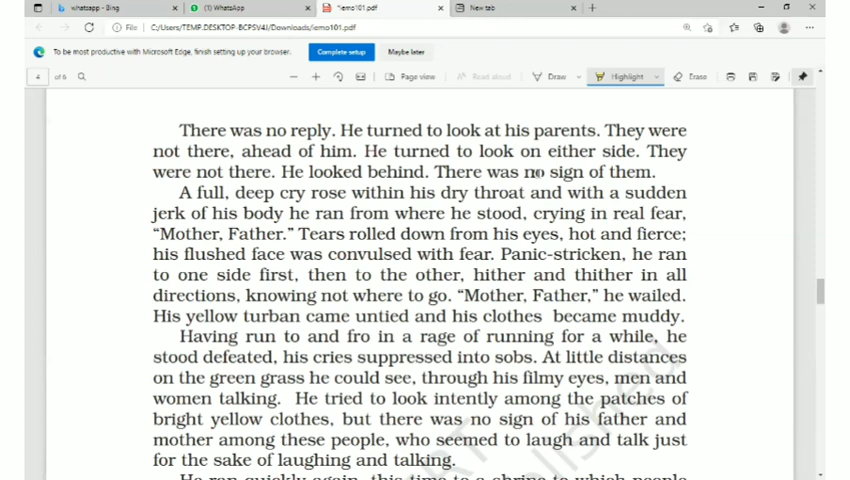 whatsapp - Bing
(1) WhatsApp
*iemo101.pdf
New tab
File
C:/Users/TEMP.DESKTOP-BCPSV4J/Downloads/iemo101.pdf
To be most productive with Microsoft Edge, finish setting up your browser.
Complete setup
Maybe later
4 of 6
Page view
Read aloud
Draw
Highlight
Erase
There was no reply. He turned to look at his parents. They were
not there, ahead of him. He turned to look on either side. They
were not there. He looked behind. There was no sign of them.
A full, deep cry rose within his dry throat and with a sudden
jerk of his body he ran from where he stood, crying in real fear,
“Mother, Father.” Tears rolled down from his eyes, hot and fierce;
his flushed face was convulsed with fear. Panic-stricken, he ran
to one side first, then to the other, hither and thither in all
directions, knowing not where to go. “Mother, Father,” he wailed.
His yellow turban came untied and his clothes became muddy.
Having run to and fro in a rage of running for a while, he
stood defeated, his cries suppressed into sobs. At little distances
on the green grass he could see, through his filmy eyes, men and
women talking. He tried to look intently among the patches of
bright yellow clothes, but there was no sign of his father and
mother among these people, who seemed to laugh and talk just
for the sake of laughing and talking.
He ran quickly again, this time to a shrine to which people